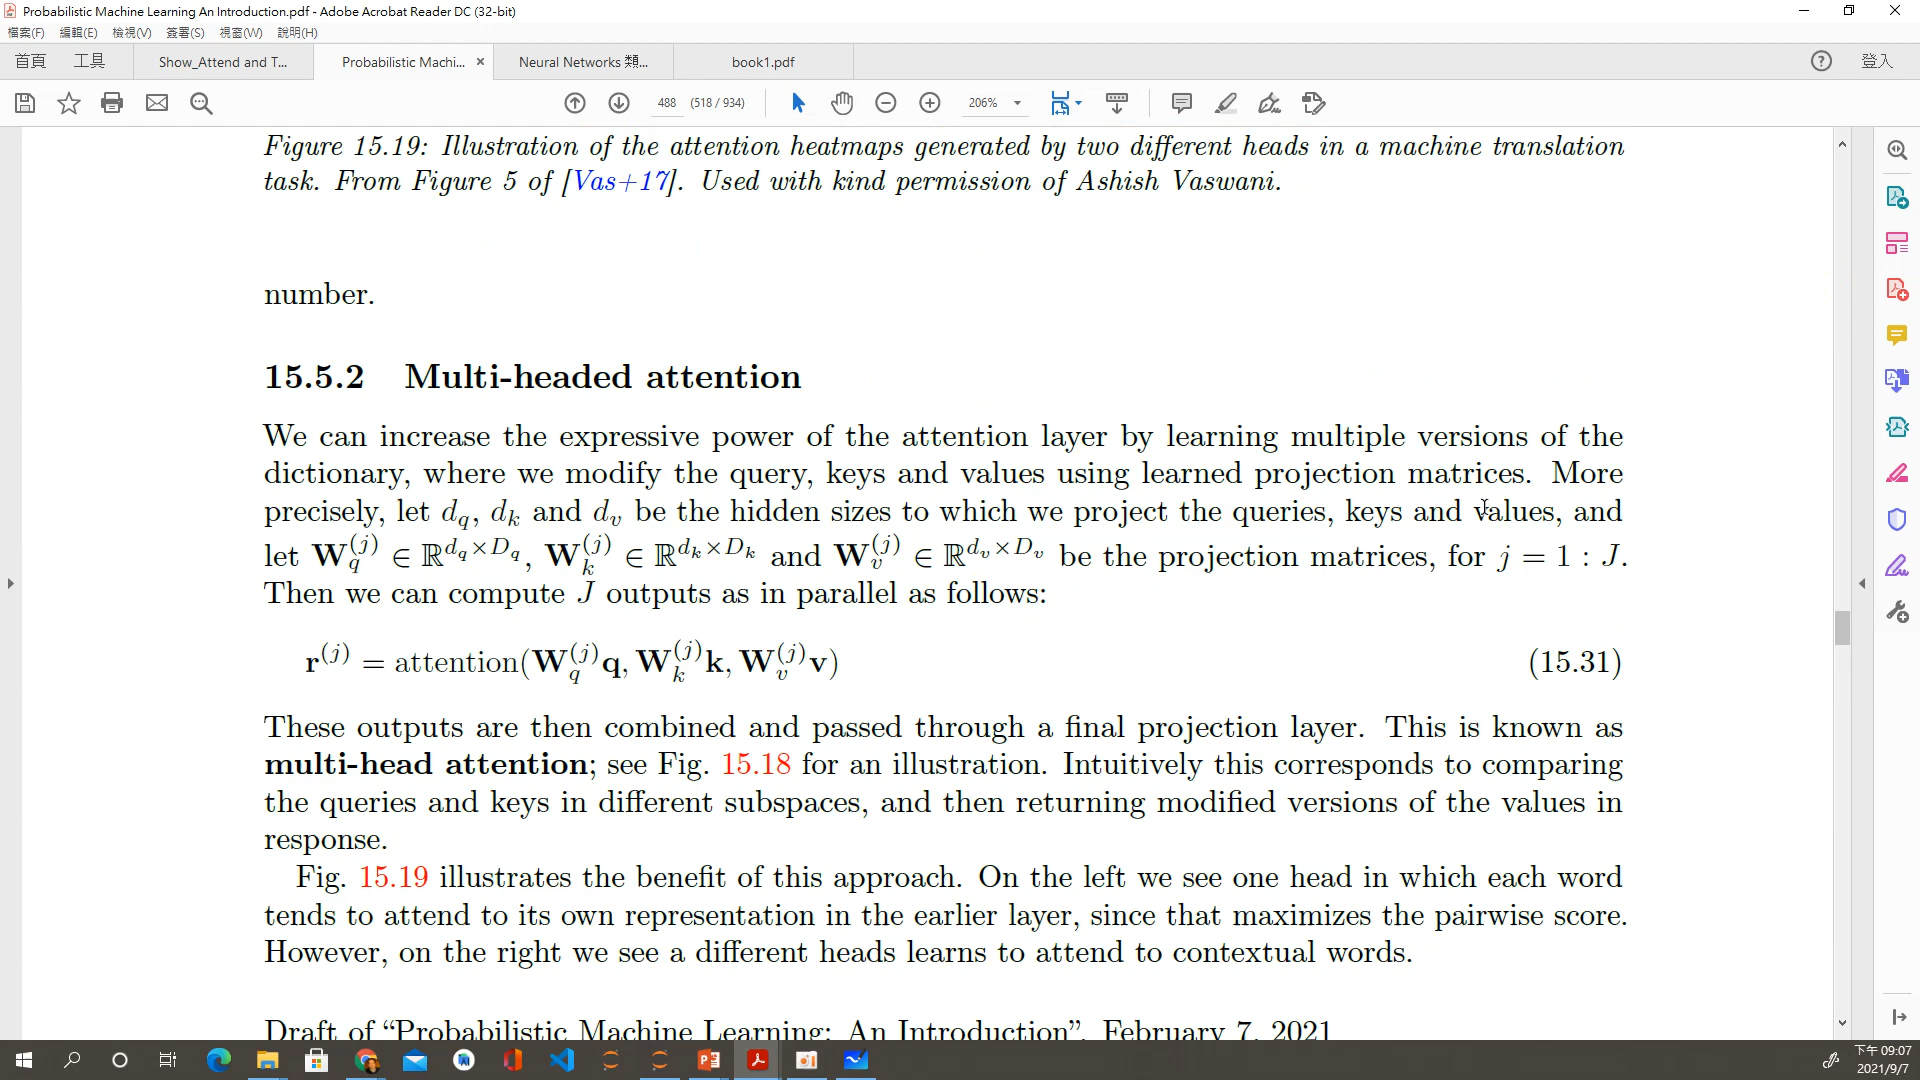 Probabilistic Machine Learning An Introduction.pdf - Adobe Acrobat Reader DC (32-bit)
檔案(F) 編輯(E) 檢視(V) 簽署(S) 視窗(W) 說明(H)
首頁 工具 Show_Attend and T... Probabilistic Machi... × Neural Networks 類... book1.pdf ? 登入
488 (518 / 934) 206%
Figure 15.19: Illustration of the attention heatmaps generated by two different heads in a machine translation
task. From Figure 5 of [Vas+17]. Used with kind permission of Ashish Vaswani.
number.
15.5.2 Multi-headed attention
We can increase the expressive power of the attention layer by learning multiple versions of the
dictionary, where we modify the query, keys and values using learned projection matrices. More
precisely, let d_q, d_k and d_v be the hidden sizes to which we project the queries, keys and values, and
let W_q^(j) ∈ ℝ^{d_q×D_q}, W_k^(j) ∈ ℝ^{d_k×D_k} and W_v^(j) ∈ ℝ^{d_v×D_v} be the projection matrices, for j = 1 : J.
Then we can compute J outputs as in parallel as follows:
r^(j) = attention(W_q^(j)q, W_k^(j)k, W_v^(j)v) (15.31)
These outputs are then combined and passed through a final projection layer. This is known as
multi-head attention; see Fig. 15.18 for an illustration. Intuitively this corresponds to comparing
the queries and keys in different subspaces, and then returning modified versions of the values in
response.
Fig. 15.19 illustrates the benefit of this approach. On the left we see one head in which each word
tends to attend to its own representation in the earlier layer, since that maximizes the pairwise score.
However, on the right we see a different heads learns to attend to contextual words.
Draft of “Probabilistic Machine Learning: An Introduction”. February 7, 2021
下午 09:07
2021/9/7